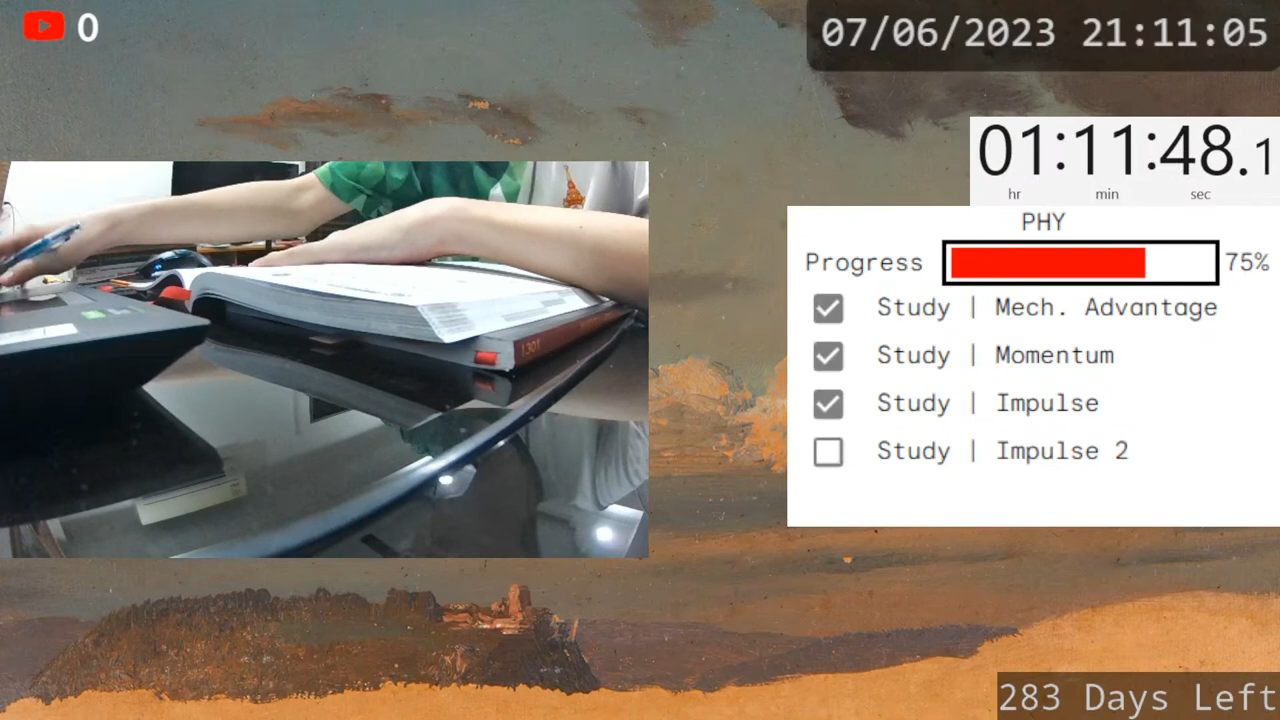 0
07/06/2023 21:11:05
01:11:48.1
hr min sec
PHY
Progress 75%
Study | Mech. Advantage
Study | Momentum
Study | Impulse
Study | Impulse 2
1301
283 Days Left